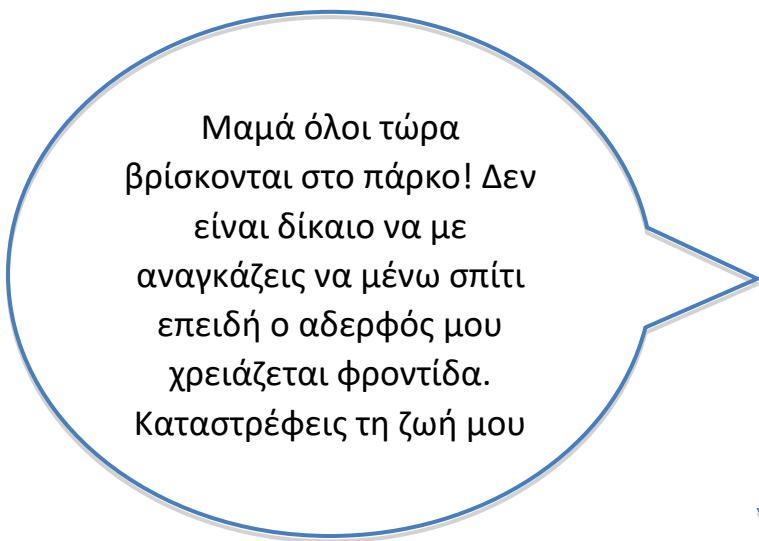 Μαμά όλοι τώρα
βρίσκονται στο πάρκο! Δεν
είναι δίκαιο να με
αναγκάζεις να μένω σπίτι
επειδή ο αδερφός μου
χρειάζεται φροντίδα.
Καταστρέφεις τη ζωή μου